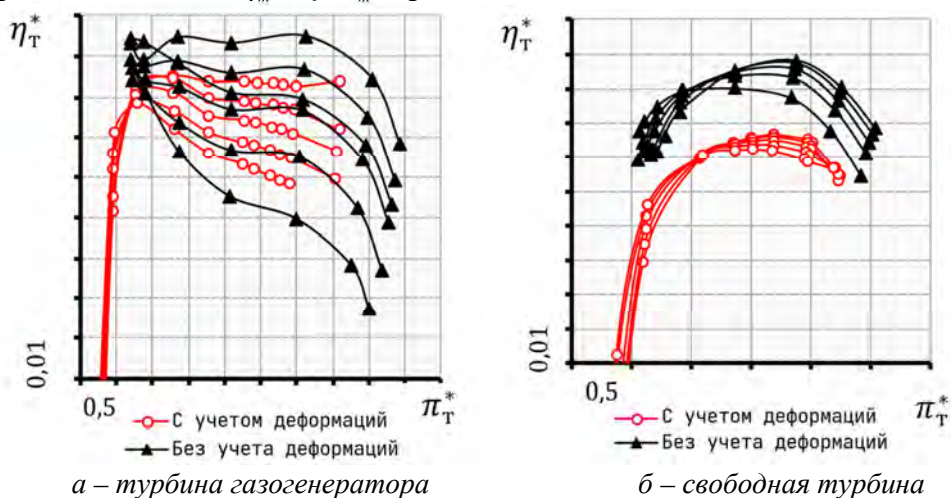 η*т
η*т
0,01
0,01
0,5
π*т
0,5
π*т
С учетом деформаций
Без учета деформаций
С учетом деформаций
Без учета деформаций
а – турбина газогенератора
б – свободная турбина